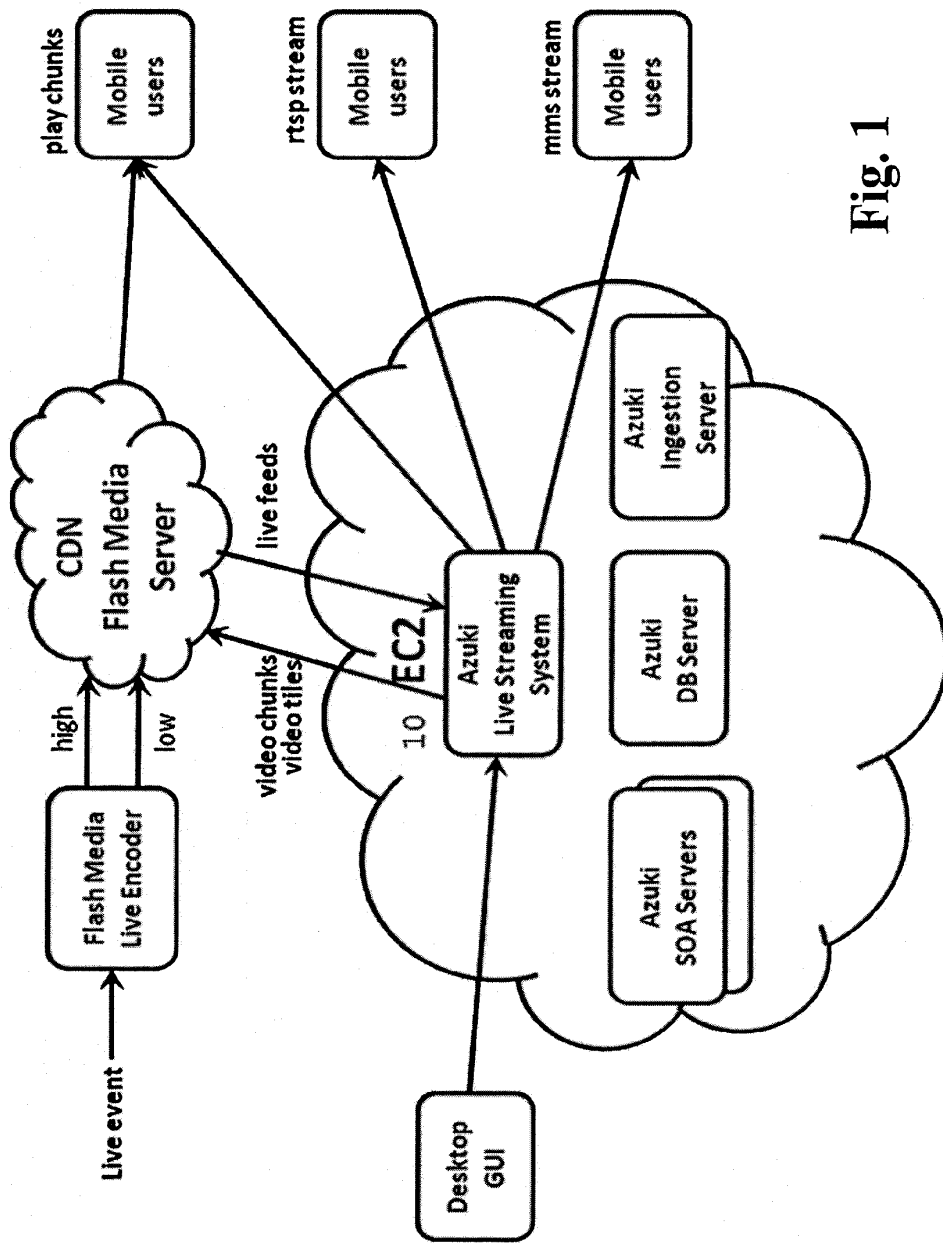 Live event
Flash Media
Live Encoder
high
low
CDN
Flash Media
Server
play chunks
Mobile
users
video chunks
video tiles
live feeds
rtsp stream
Mobile
users
mms stream
Mobile
users
10 EC2
Desktop
GUI
Azuki
Live Streaming
System
Azuki
SOA Servers
Azuki
DB Server
Azuki
Ingestion
Server
Fig. 1